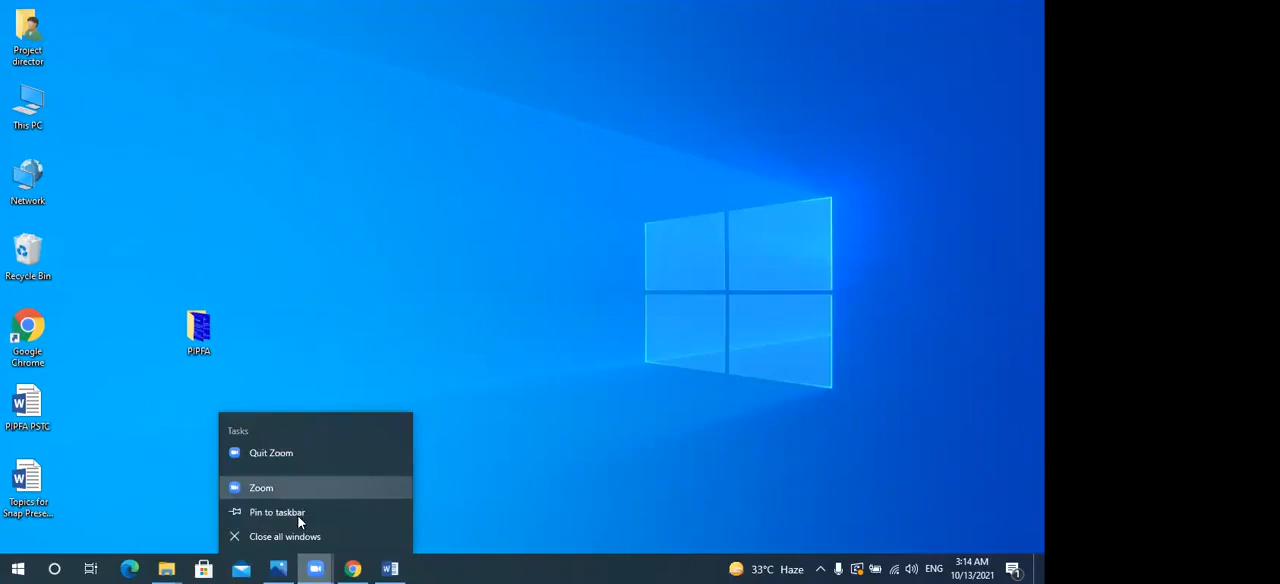 Project
director
This PC
Network
Recycle Bin
Google
Chrome
PIPFA
PIPFA PSTC
Topics for
Snap Prese...
Tasks
Quit Zoom
Zoom
Pin to taskbar
Close all windows
33°C Haze
ENG
3:14 AM
10/13/2021
1